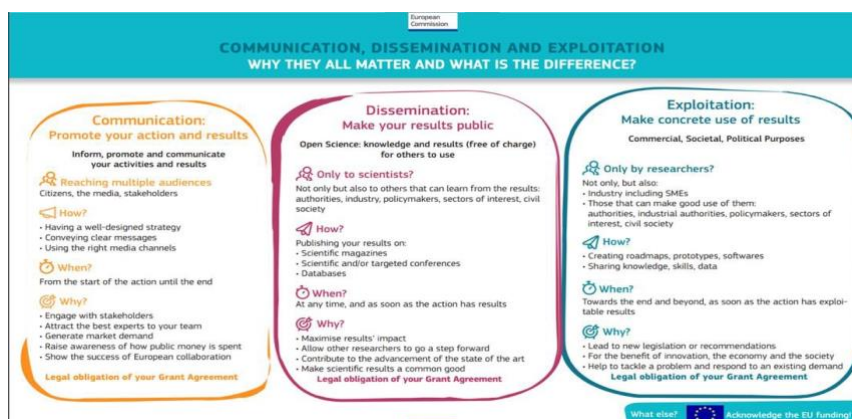 European
Commission
COMMUNICATION, DISSEMINATION AND EXPLOITATION
WHY THEY ALL MATTER AND WHAT IS THE DIFFERENCE?
Communication:
Promote your action and results
Inform, promote and communicate
your activities and results
Reaching multiple audiences
Citizens, the media, stakeholders
How?
• Having a well-designed strategy
• Conveying clear messages
• Using the right media channels
When?
From the start of the action until the end
Why?
• Engage with stakeholders
• Attract the best experts to your team
• Generate market demand
• Raise awareness of how public money is spent
• Show the success of European collaboration
Legal obligation of your Grant Agreement
Dissemination:
Make your results public
Open Science: knowledge and results (free of charge)
for others to use
Only to scientists?
Not only but also to others that can learn from the results:
authorities, industry, policymakers, sectors of interest, civil
society
How?
Publishing your results on:
• Scientific magazines
• Scientific and/or targeted conferences
• Databases
When?
At any time, and as soon as the action has results
Why?
• Maximise results' impact
• Allow other researchers to go a step forward
• Contribute to the advancement of the state of the art
• Make scientific results a common good
Legal obligation of your Grant Agreement
Exploitation:
Make concrete use of results
Commercial, Societal, Political Purposes
Only by researchers?
Not only, but also:
• Industry including SMEs
• Those that can make good use of them:
authorities, industrial authorities, policymakers, sectors of
interest, civil society
How?
• Creating roadmaps, prototypes, softwares
• Sharing knowledge, skills, data
When?
Towards the end and beyond, as soon as the action has exploi-
table results
Why?
• Lead to new legislation or recommendations
• For the benefit of innovation, the economy and the society
• Help to tackle a problem and respond to an existing demand
Legal obligation of your Grant Agreement
What else? Acknowledge the EU funding!